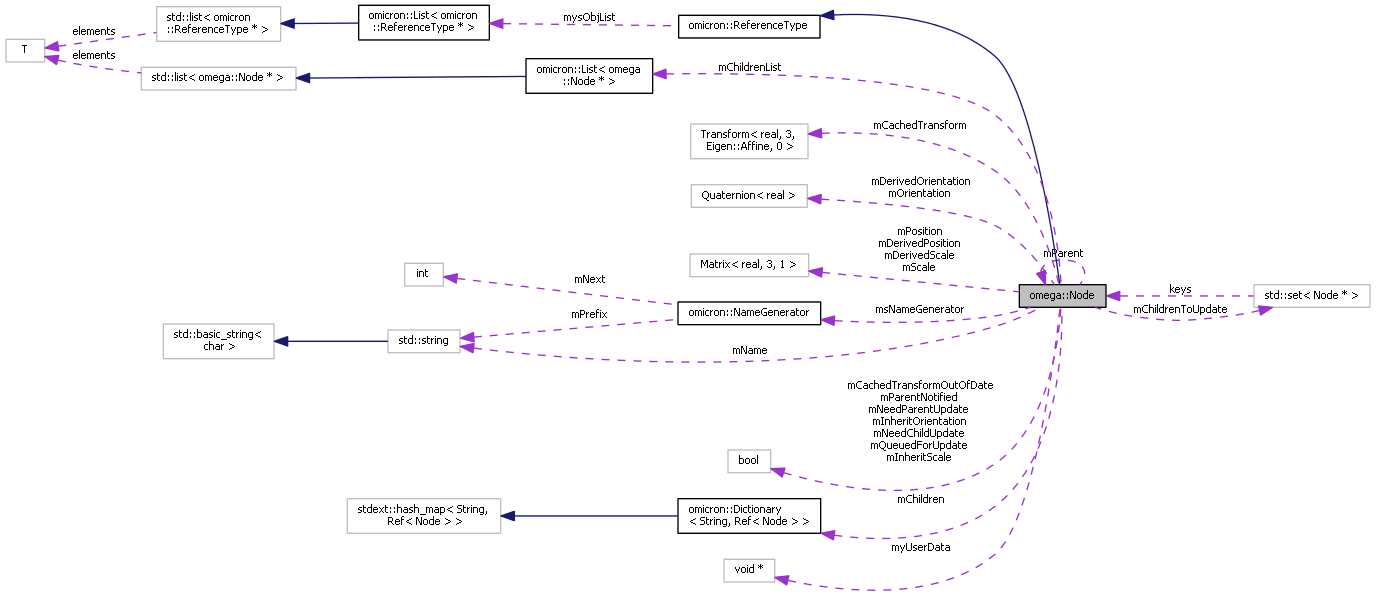 std::list< omicron
::ReferenceType * >
omicron::List< omicron
::ReferenceType * >
mysObjList
omicron::ReferenceType
elements
T
elements
std::list< omega::Node * >
omicron::List< omega
::Node * >
mChildrenList
Transform< real, 3,
Eigen::Affine, 0 >
mCachedTransform
Quaternion< real >
mDerivedOrientation
mOrientation
Matrix< real, 3, 1 >
mPosition
mDerivedPosition
mDerivedScale
mScale
mParent
omega::Node
keys
mChildrenToUpdate
std::set< Node * >
int
mNext
mPrefix
omicron::NameGenerator
msNameGenerator
std::basic_string<
char >
std::string
mName
mCachedTransformOutOfDate
mParentNotified
mNeedParentUpdate
mInheritOrientation
mNeedChildUpdate
mQueuedForUpdate
mInheritScale
bool
stdext::hash_map< String,
Ref< Node > >
omicron::Dictionary
< String, Ref< Node > >
mChildren
void *
myUserData